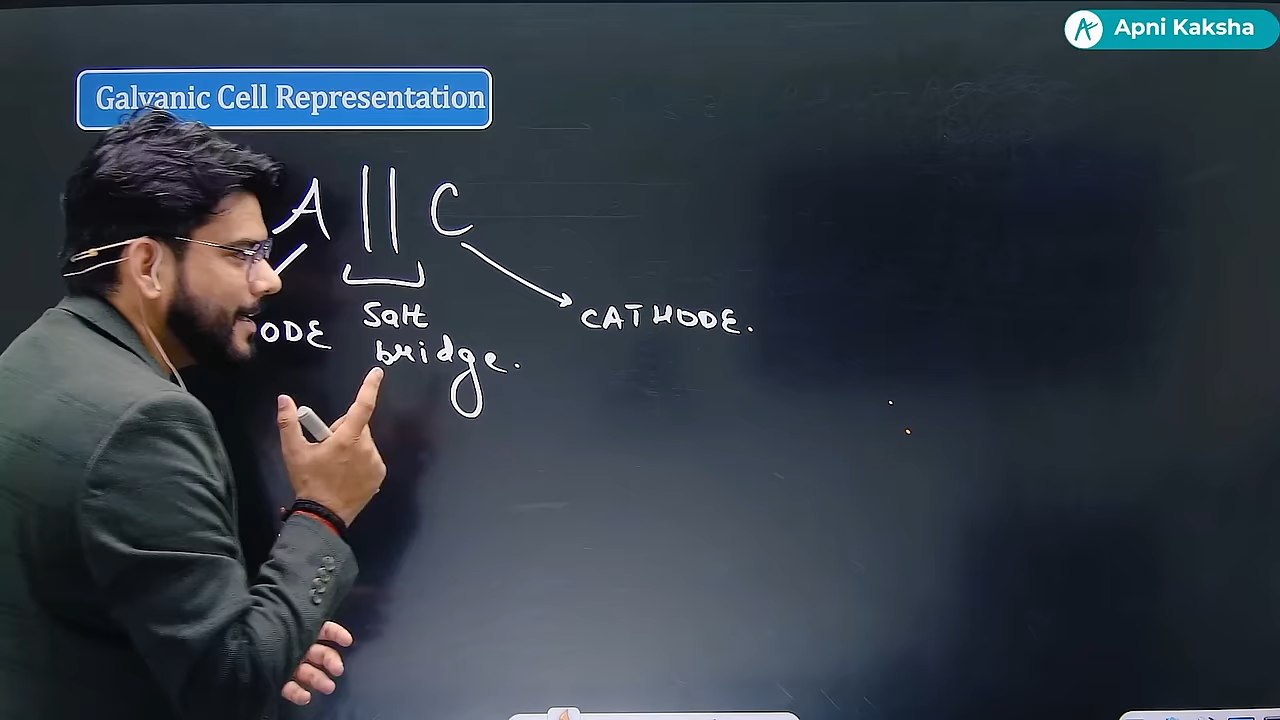 Apni Kaksha
Galvanic Cell Representation
A || C
ODE
Salt
bridge.
CATHODE.